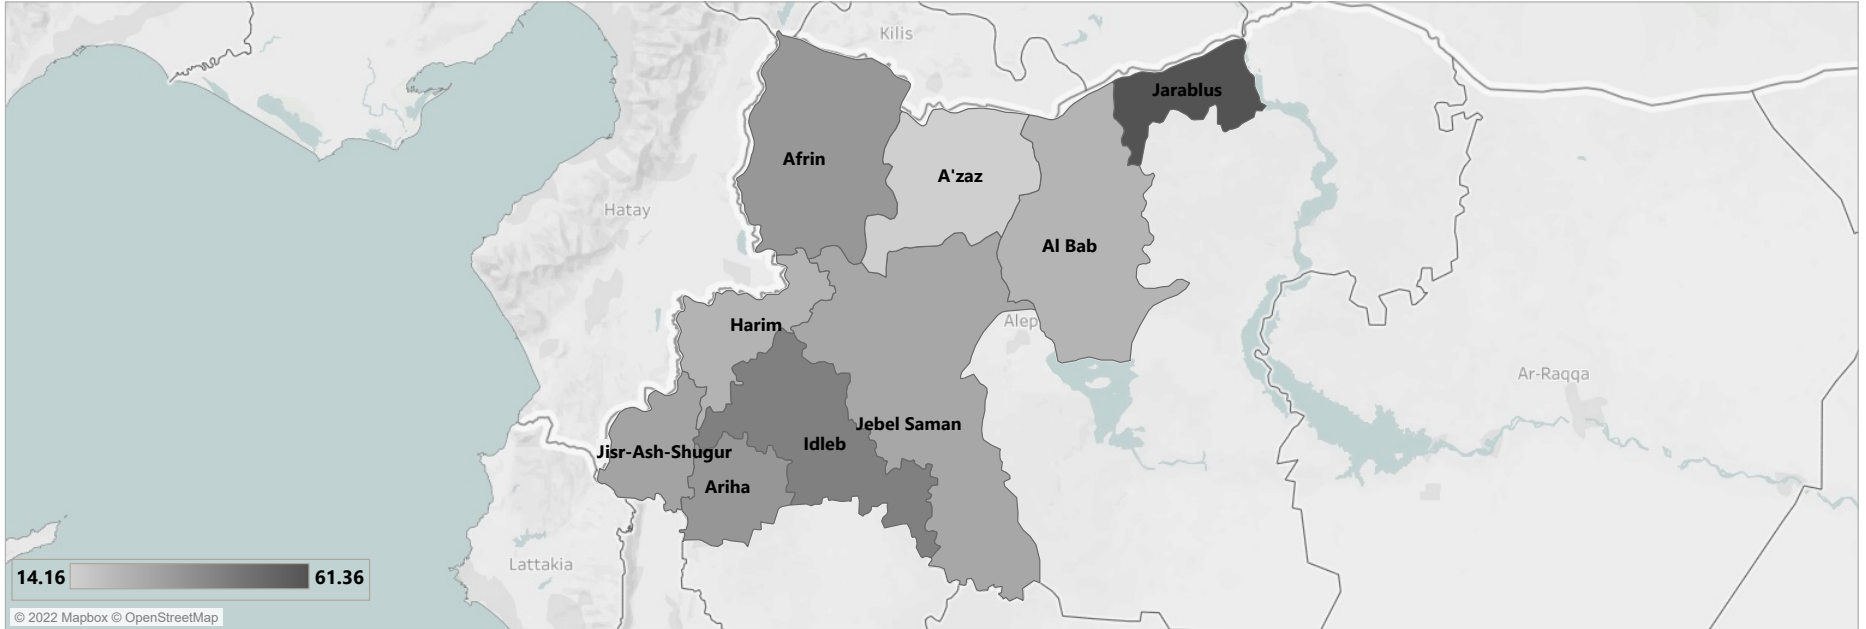 Kilis
Jarablus
Afrin
A'zaz
Hatay
Al Bab
Harim
Alep
Ar-Raqqa
Jebel Saman
Idleb
Jisr-Ash-Shugur
Ariha
Lattakia
14.16
61.36
© 2022 Mapbox © OpenStreetMap